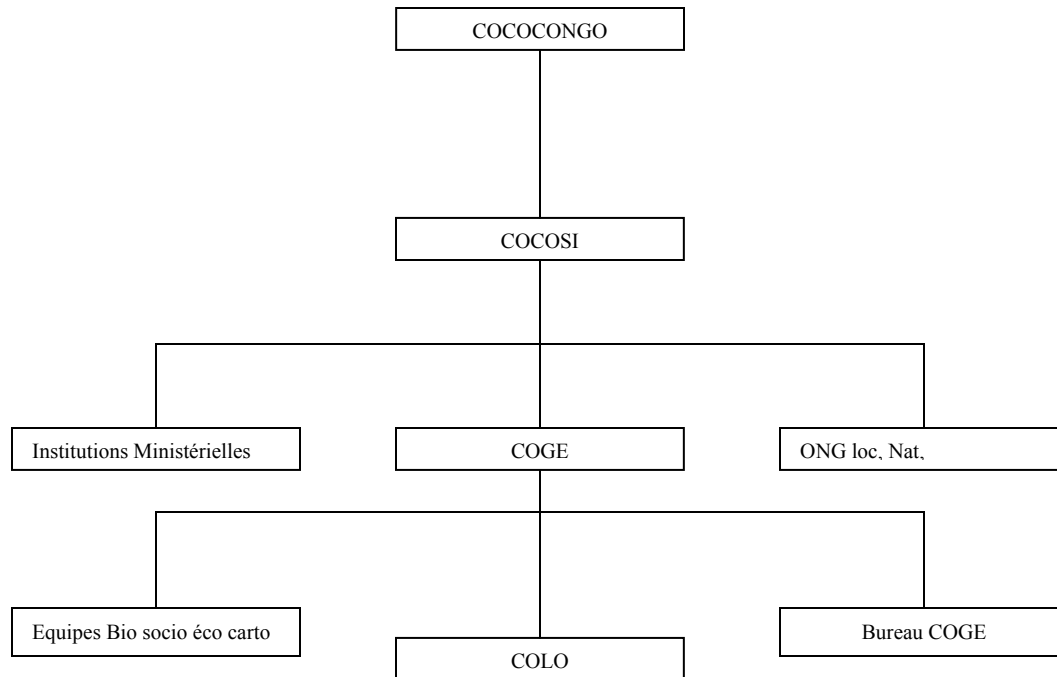 COCOCONGO
COCOSI
Institutions Ministérielles
COGE
ONG loc, Nat,
Equipes Bio socio éco carto
COLO
Bureau COGE